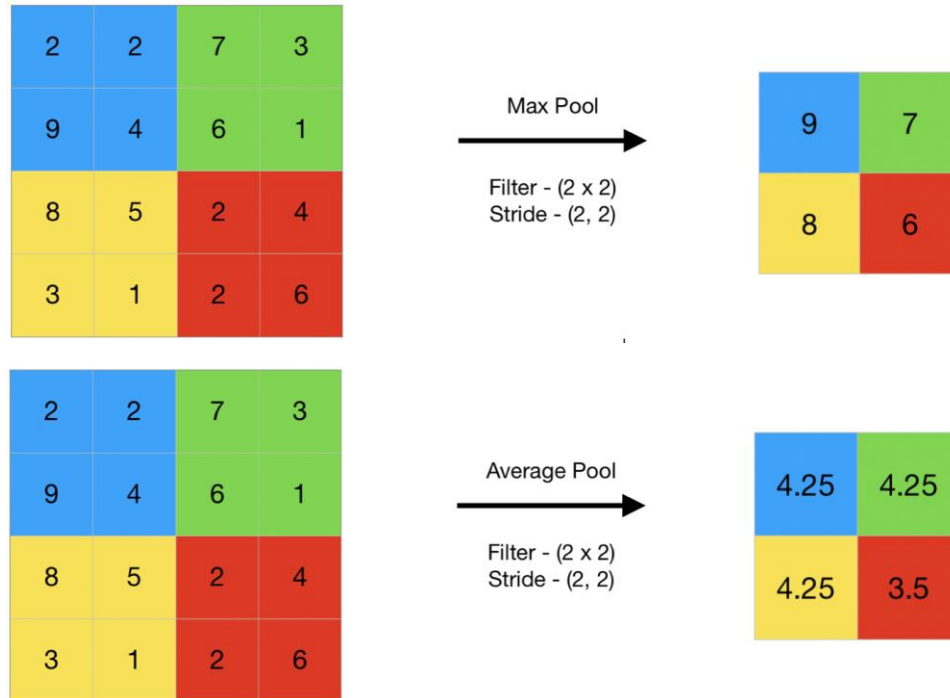 2 2 7 3
9 4 6 1
8 5 2 4
3 1 2 6
Max Pool
Filter - (2 x 2)
Stride - (2, 2)
9 7
8 6
2 2 7 3
9 4 6 1
8 5 2 4
3 1 2 6
Average Pool
Filter - (2 x 2)
Stride - (2, 2)
4.25 4.25
4.25 3.5